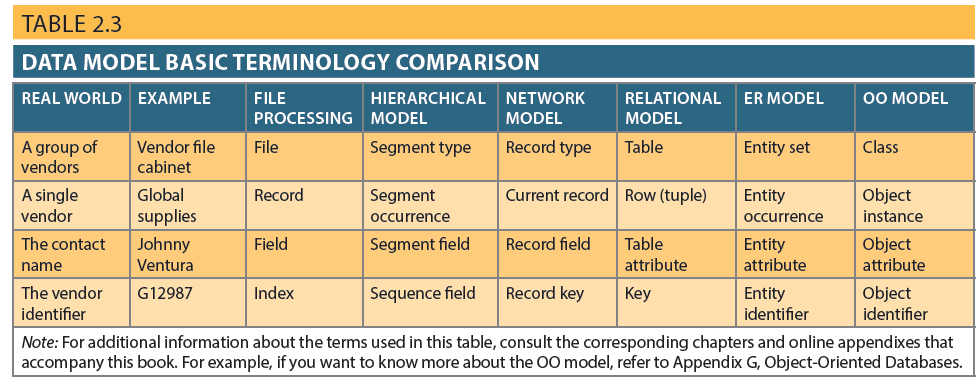 TABLE 2.3
DATA MODEL BASIC TERMINOLOGY COMPARISON
REAL WORLD EXAMPLE FILE PROCESSING HIERARCHICAL MODEL NETWORK MODEL RELATIONAL MODEL ER MODEL OO MODEL
A group of vendors Vendor file cabinet File Segment type Record type Table Entity set Class
A single vendor Global supplies Record Segment occurrence Current record Row (tuple) Entity occurrence Object instance
The contact name Johnny Ventura Field Segment field Record field Table attribute Entity attribute Object attribute
The vendor identifier G12987 Index Sequence field Record key Key Entity identifier Object identifier
Note: For additional information about the terms used in this table, consult the corresponding chapters and online appendixes that
accompany this book. For example, if you want to know more about the OO model, refer to Appendix G, Object-Oriented Databases.